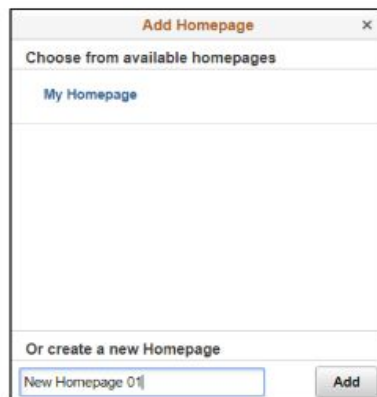 Add Homepage ×
Choose from available homepages
My Homepage
Or create a new Homepage
New Homepage 01
Add